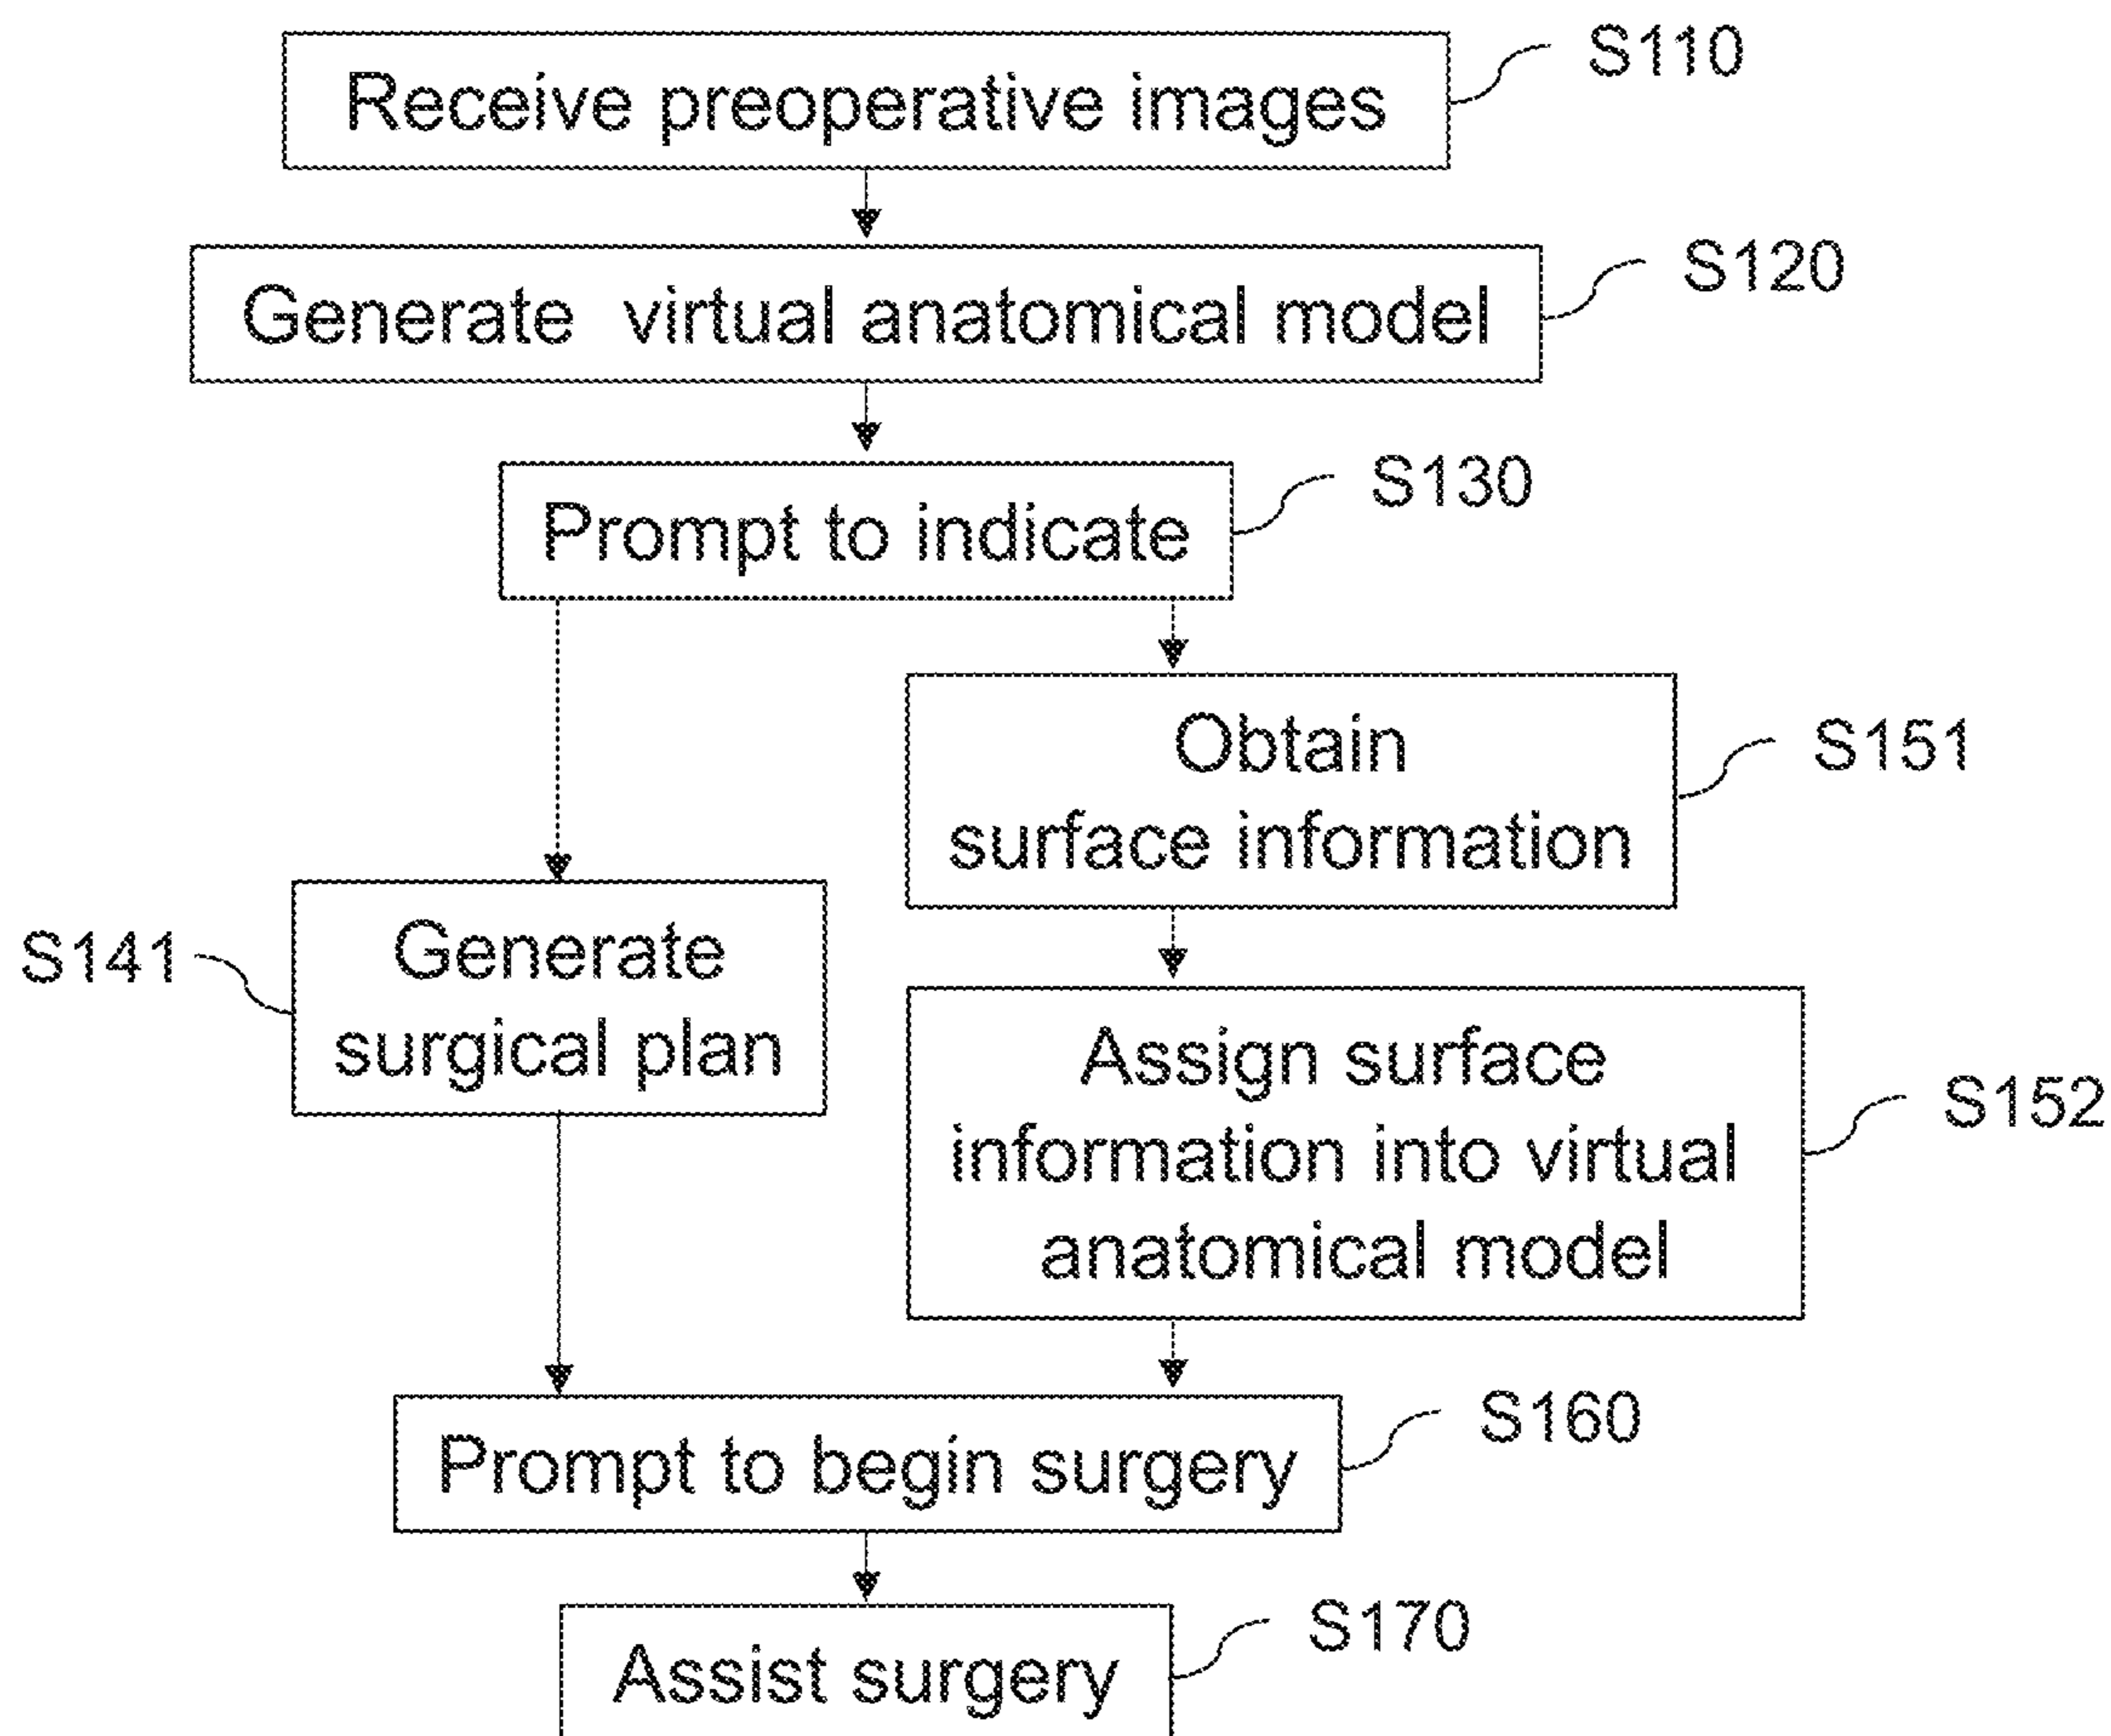 Receive preoperative images
S110
Generate virtual anatomical model
S120
Prompt to indicate
S130
Obtain
surface information
S151
Generate
surgical plan
S141
Assign surface
information into virtual
anatomical model
S152
Prompt to begin surgery
S160
Assist surgery
S170